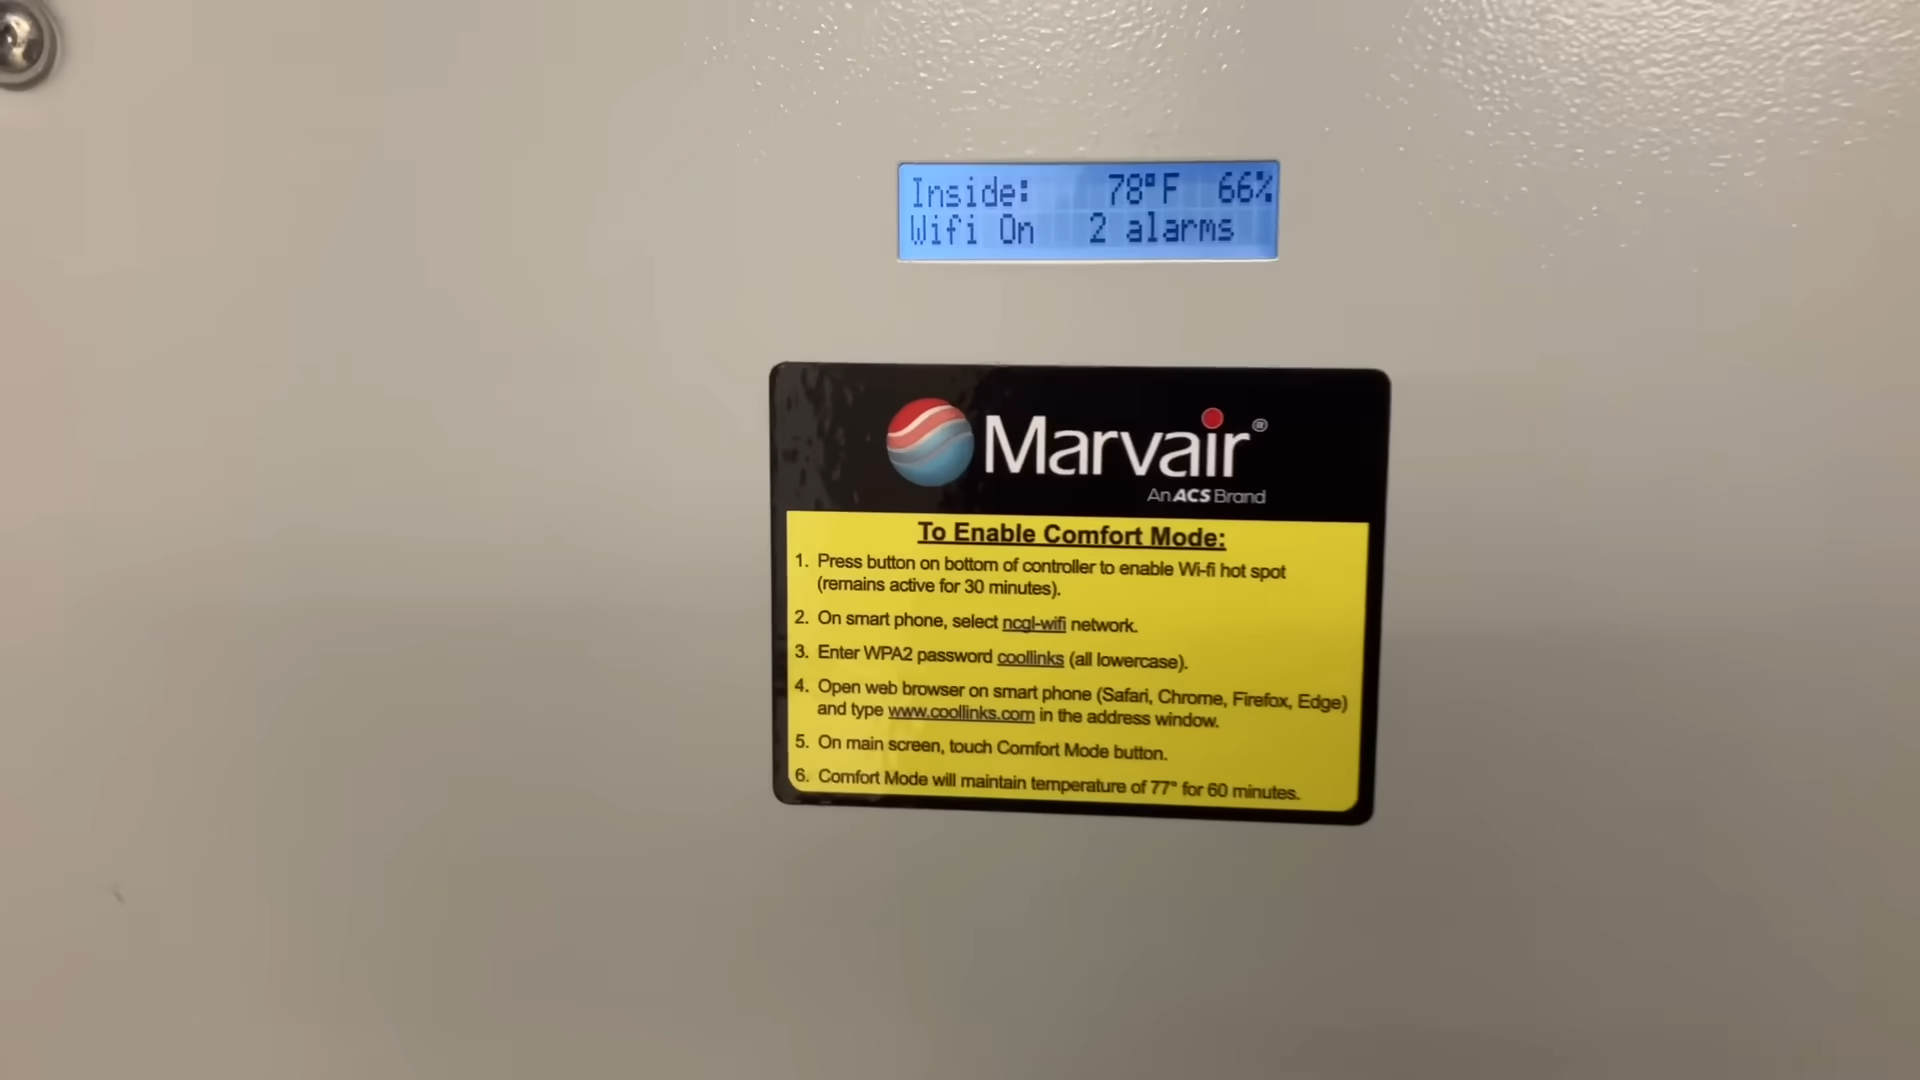 Inside: 78°F 66%
Wifi On 2 alarms
Marvair®
An ACS Brand
To Enable Comfort Mode:
1. Press button on bottom of controller to enable Wi-fi hot spot
(remains active for 30 minutes).
2. On smart phone, select ncgl-wifi network.
3. Enter WPA2 password coollinks (all lowercase).
4. Open web browser on smart phone (Safari, Chrome, Firefox, Edge)
and type www.coollinks.com in the address window.
5. On main screen, touch Comfort Mode button.
6. Comfort Mode will maintain temperature of 77° for 60 minutes.